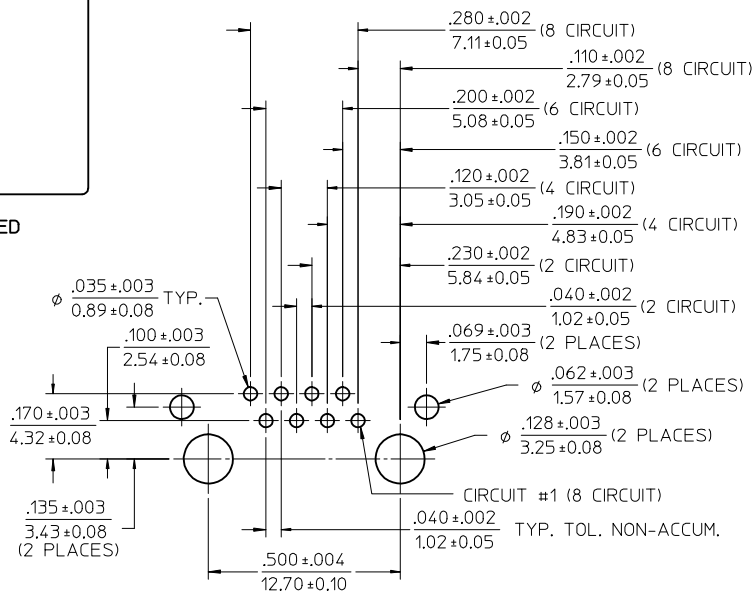 .280±.002 (8 CIRCUIT)
7.11±0.05
.110±.002 (8 CIRCUIT)
2.79±0.05
.200±.002 (6 CIRCUIT)
5.08±0.05
.150±.002 (6 CIRCUIT)
3.81±0.05
.120±.002 (4 CIRCUIT)
3.05±0.05
ED
.190±.002 (4 CIRCUIT)
4.83±0.05
.230±.002 (2 CIRCUIT)
5.84±0.05
ø .035±.003 TYP.
0.89±0.08
.040±.002 (2 CIRCUIT)
1.02±0.05
.100±.003
2.54±0.08
.069±.003 (2 PLACES)
1.75±0.08
ø .062±.003 (2 PLACES)
1.57±0.08
.170±.003
4.32±0.08
ø .128±.003 (2 PLACES)
3.25±0.08
CIRCUIT #1 (8 CIRCUIT)
.135±.003
3.43±0.08
(2 PLACES)
.040±.002 TYP. TOL. NON-ACCUM.
1.02±0.05
.500±.004
12.70±0.10